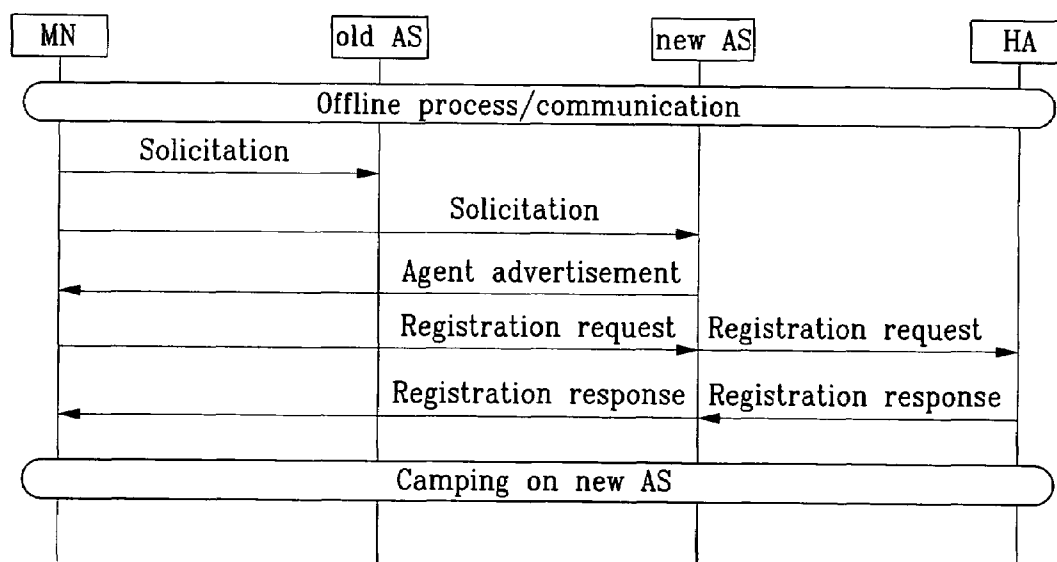 MN old AS new AS HA
Offline process/communication
Solicitation
Solicitation
Agent advertisement
Registration request Registration request
Registration response Registration response
Camping on new AS